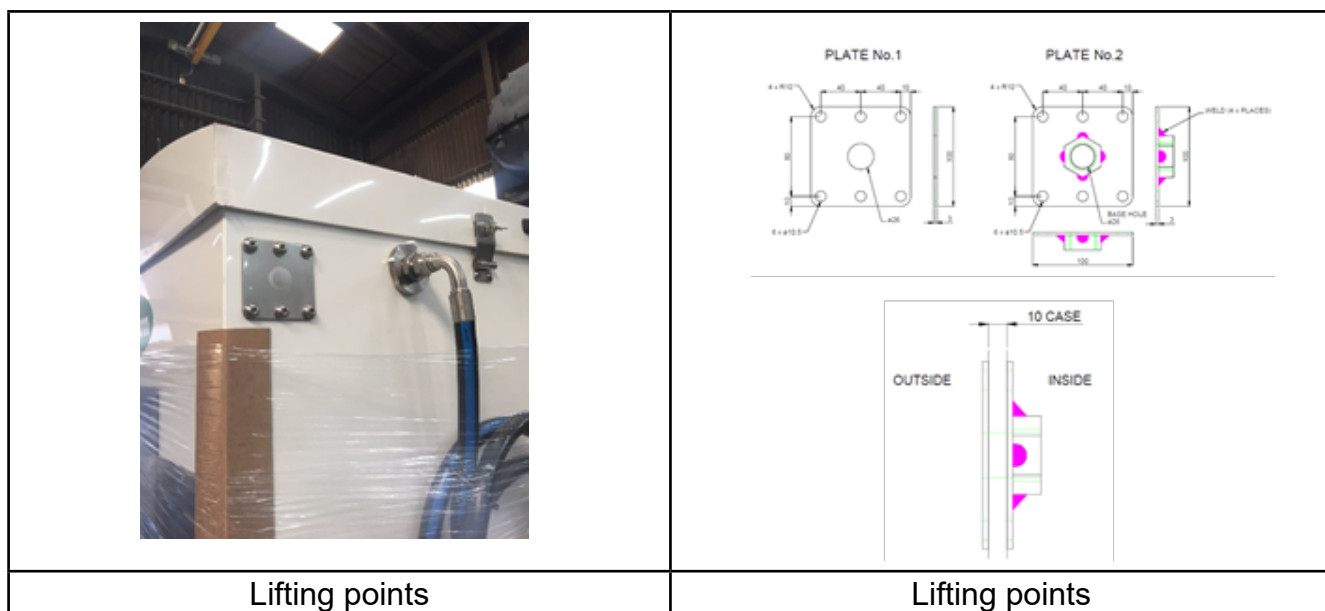 PLATE No.1
PLATE No.2
4 x R10
40
40
10
80
10
6 x ø10.5
ø26
100
3
4 x R10
40
40
10
WELD (4 x PLACES)
80
10
6 x ø10.5
BASE HOLE
ø26
100
3
100
10 CASE
OUTSIDE
INSIDE
Lifting points
Lifting points